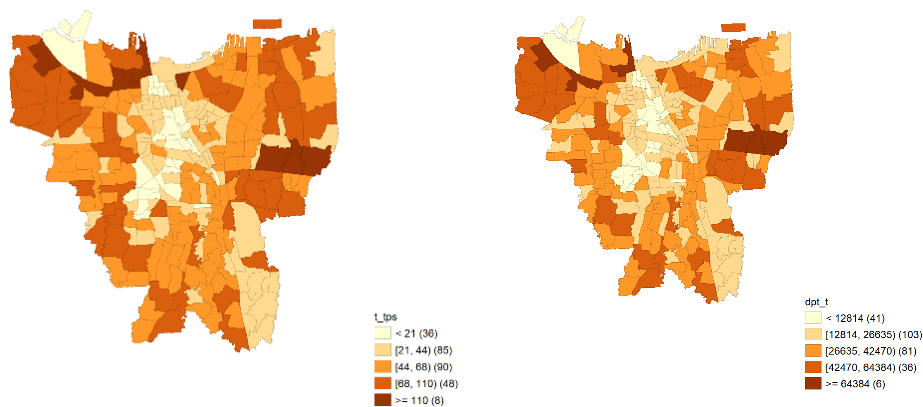 t_tps
< 21 (36)
[21, 44) (85)
[44, 68) (90)
[68, 110) (48)
>= 110 (8)
dpt_t
< 12814 (41)
[12814, 26635) (103)
[26635, 42470) (81)
[42470, 64384) (36)
>= 64384 (6)